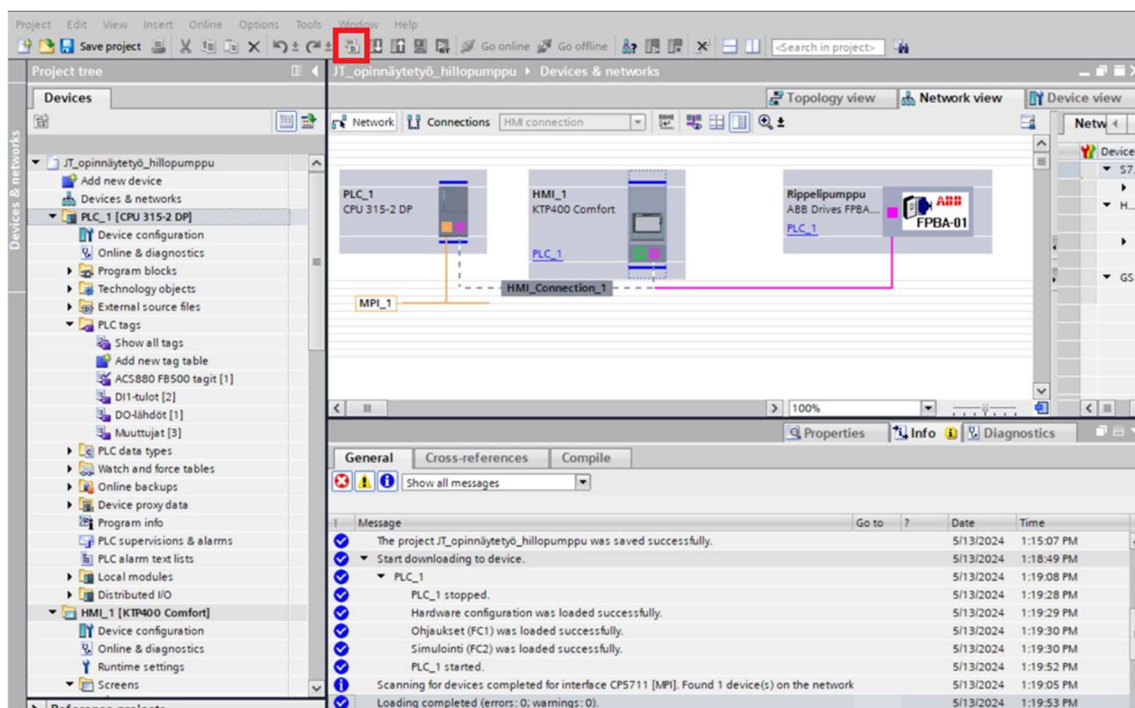 Project Edit View Insert Online Options Tools Window Help
Save project Go online Go offline <Search in project>
Project tree
JT_opinnäytetyö_hillopumppu Devices & networks
Devices
Topology view Network view Device view
Network Connections HMI connection
Netw
Devices & networks
Device
JT_opinnäytetyö_hillopumppu
Add new device
Devices & networks
PLC_1 [CPU 315-2 DP]
Device configuration
Online & diagnostics
Program blocks
Technology objects
External source files
PLC tags
Show all tags
Add new tag table
ACS880 FB500 tagit [1]
DI1-tulot [2]
DO-lähdöt [1]
Muuttujat [3]
PLC data types
Watch and force tables
Online backups
Device proxy data
Program info
PLC supervisions & alarms
PLC alarm text lists
Local modules
Distributed I/O
HMI_1 [KTP400 Comfort]
Device configuration
Online & diagnostics
Runtime settings
Screens
Reference projects
PLC_1
CPU 315-2 DP
HMI_1
KTP400 Comfort
PLC_1
Rippelipumppu
ABB Drives FPBA...
PLC_1
ABB
FPBA-01
HMI_Connection_1
MPI_1
S7
H...
GS
100%
Properties Info Diagnostics
General Cross-references Compile
Show all messages
! Message Go to ? Date Time
The project JT_opinnäytetyö_hillopumppu was saved successfully. 5/13/2024 1:15:07 PM
Start downloading to device. 5/13/2024 1:18:49 PM
PLC_1 5/13/2024 1:19:08 PM
PLC_1 stopped. 5/13/2024 1:19:28 PM
Hardware configuration was loaded successfully. 5/13/2024 1:19:29 PM
Ohjaukset (FC1) was loaded successfully. 5/13/2024 1:19:30 PM
Simulointi (FC2) was loaded successfully. 5/13/2024 1:19:30 PM
PLC_1 started. 5/13/2024 1:19:52 PM
Scanning for devices completed for interface CP5711 [MPI]. Found 1 device(s) on the network 5/13/2024 1:19:05 PM
Loading completed (errors: 0; warnings: 0). 5/13/2024 1:19:53 PM